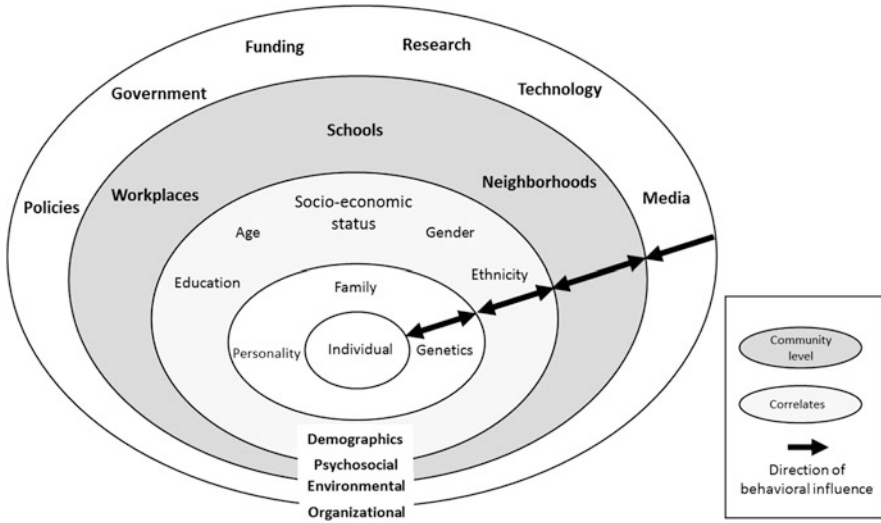 Funding
Research
Government
Technology
Schools
Policies
Workplaces
Neighborhoods
Media
Socio-economic
status
Age
Gender
Education
Ethnicity
Family
Personality
Individual
Genetics
Demographics
Psychosocial
Environmental
Organizational
Community
level
Correlates
Direction of
behavioral influence